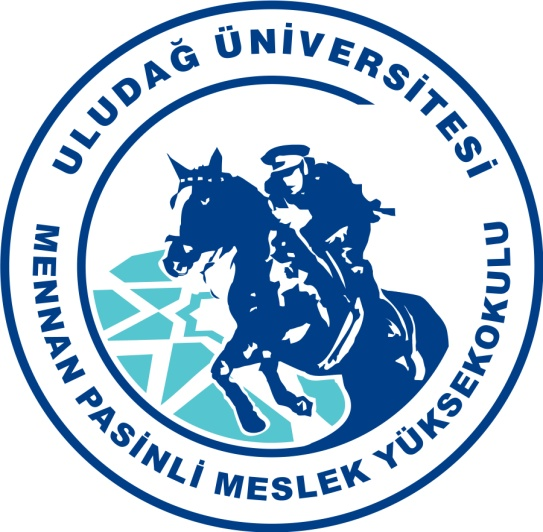 ULUDAĞ ÜNİVERSİTESİ
MENNAN PASİNLİ MESLEK YÜKSEKOKULU